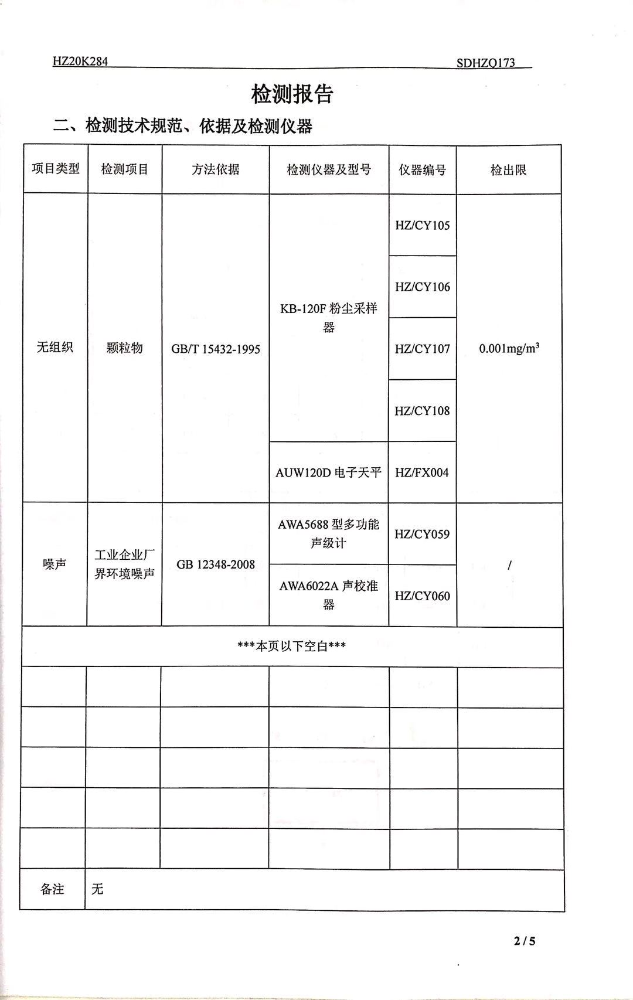 HZ20K284
SDHZQ173
检测报告
二、检测技术规范、依据及检测仪器
项目类型 检测项目 方法依据 检测仪器及型号 仪器编号 检出限
无组织
颗粒物
GB/T 15432-1995
KB-120F 粉尘采样
器
HZ/CY105
HZ/CY106
HZ/CY107
HZ/CY108
0.001mg/m³
AUW120D 电子天平
HZ/FX004
噪声
工业企业厂
界环境噪声
GB 12348-2008
AWA5688 型多功能
声级计
HZ/CY059
AWA6022A 声校准
器
HZ/CY060
/
***本页以下空白***
备注 无
2 / 5